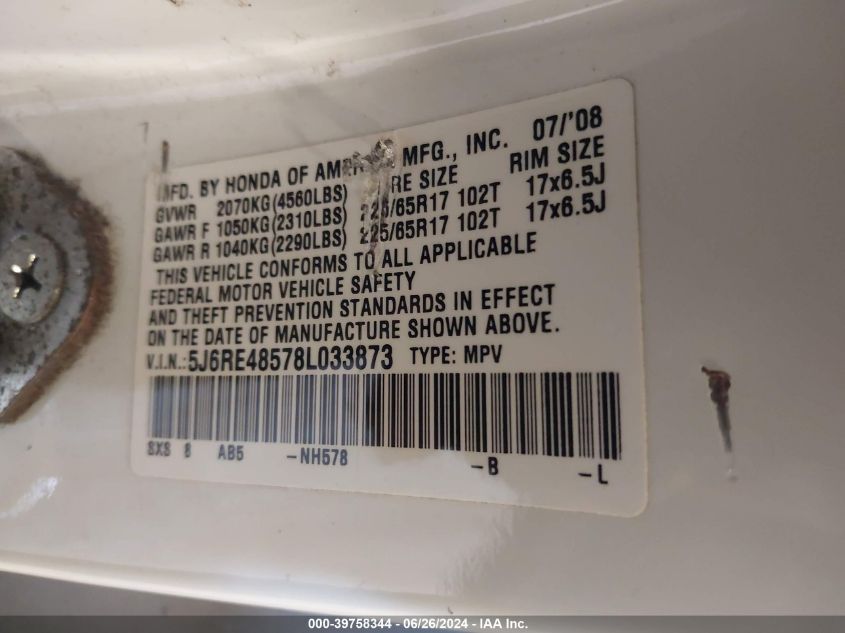 MFD. BY HONDA OF MFG., INC. 07/'08
GVWR 2070KG(4560LBS) SIZE RIM SIZE
GAWR F 1050KG(2310LBS) 225/65R17 102T 17x6.5J
GAWR R 1040KG(2290LBS) 225/65R17 102T 17x6.5J
THIS VEHICLE CONFORMS TO ALL APPLICABLE
FEDERAL MOTOR VEHICLE SAFETY
AND THEFT PREVENTION STANDARDS IN EFFECT
ON THE DATE OF MANUFACTURE SHOWN ABOVE.
V.I.N.:5J6RE48578L033873 TYPE: MPV
SXS 8 AB5 -NH578 -B -L
000-39758344 - 06/26/2024 - IAA Inc.